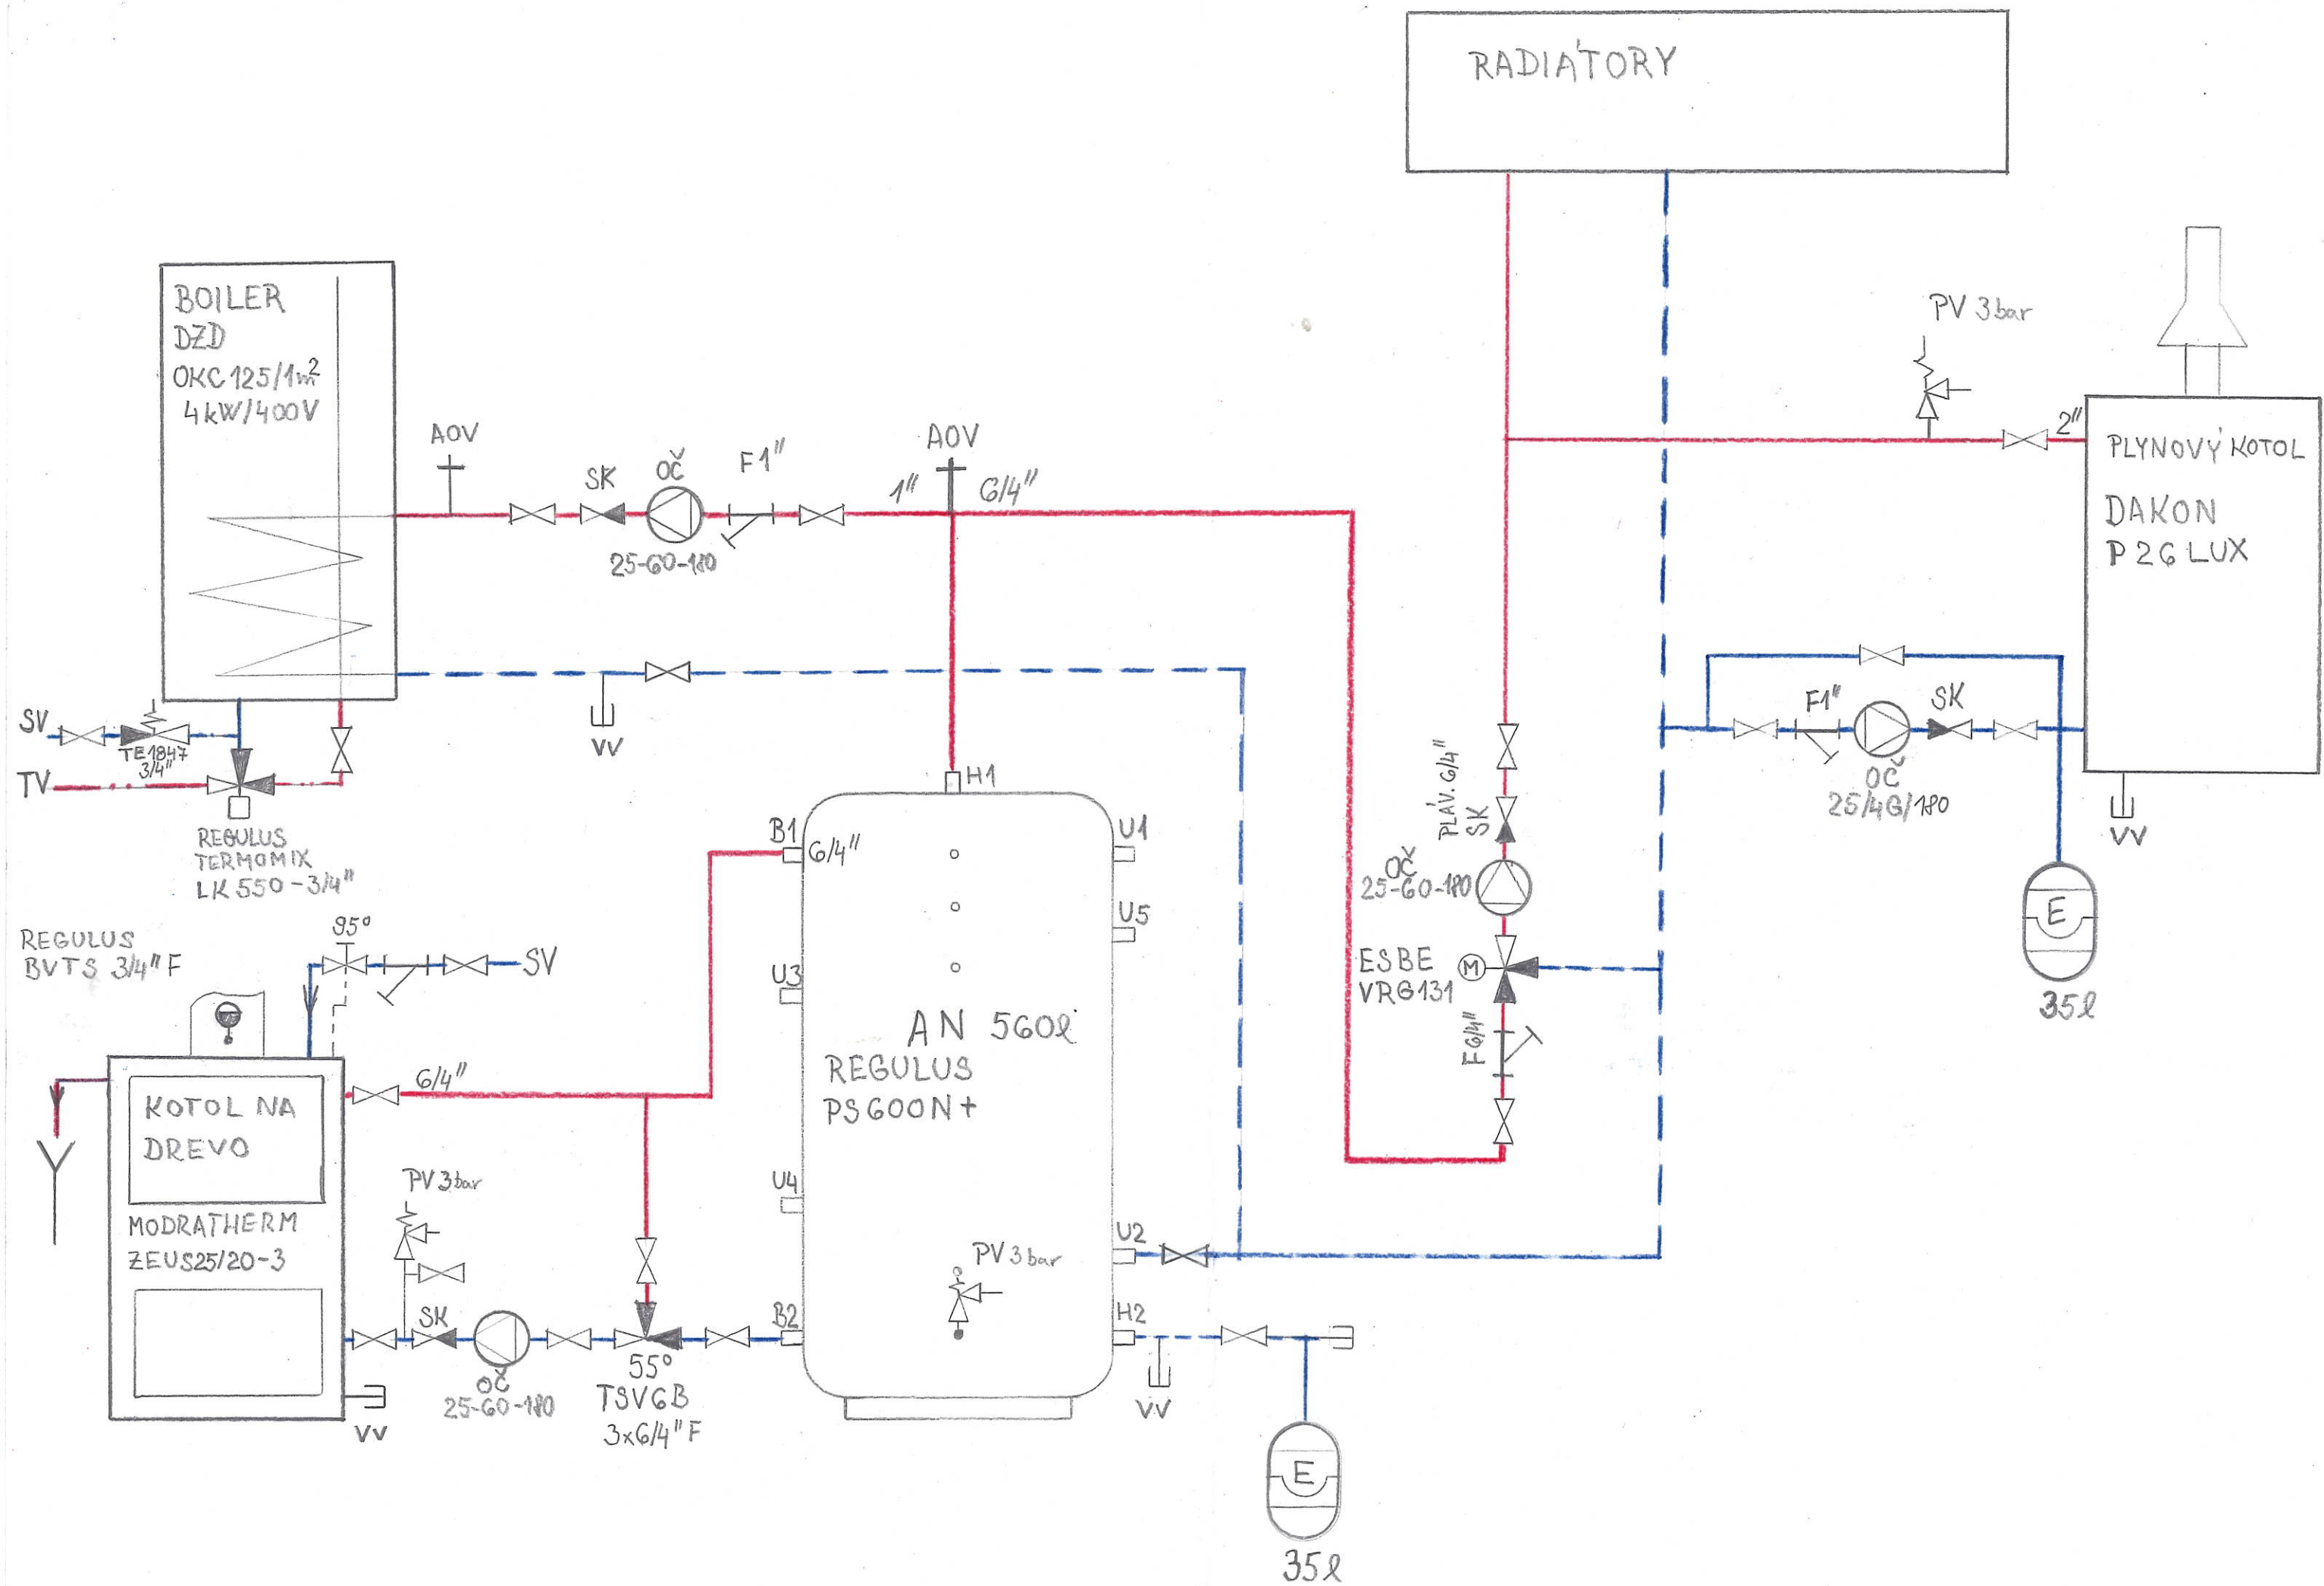 RADIÁTORY
PV 3bar
2"
PLYNOVÝ KOTOL
DAKON
P 26 LUX
BOILER
DZD
OKC 125/1m²
4kW/400V
AOV
SK
OČ
F1"
25-60-180
1"
AOV
6/4"
VV
SV
TE1847
3/4"
TV
REGULUS
TERMOMIX
LK550-3/4"
H1
B1
6/4"
U1
U5
U3
AN 560l
REGULUS
PS600N+
U4
U2
PV 3bar
B2
H2
VV
E
35l
PLÁV. 6/4"
SK
OČ
25-60-180
ESBE
VRG131
M
F6/4"
F1"
SK
OČ
25/4G/180
VV
E
35l
REGULUS
BVTS 3/4"F
95°
SV
6/4"
KOTOL NA
DREVO
MODRATHERM
ZEUS25/20-3
PV 3bar
SK
OČ
25-60-180
VV
55°
TSV6B
3x6/4"F